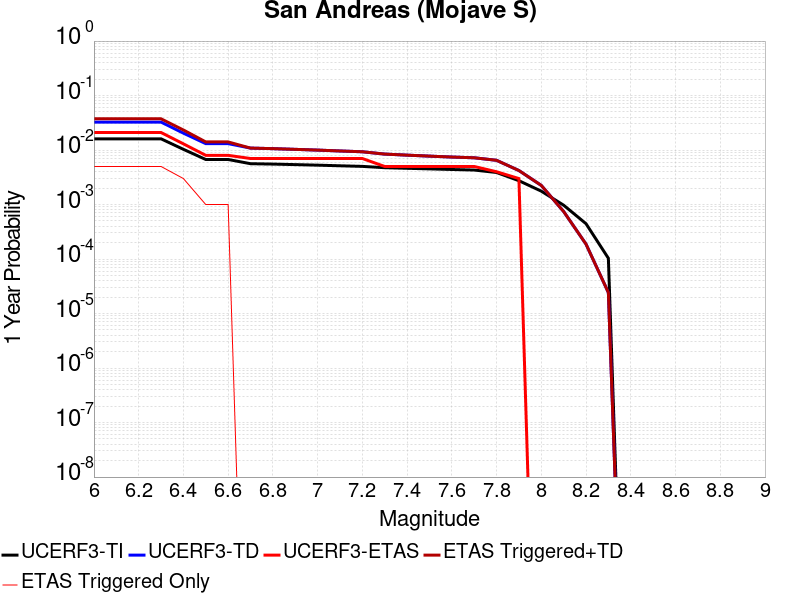 San Andreas (Mojave S)
1 Year Probability
10^0
10^-1
10^-2
10^-3
10^-4
10^-5
10^-6
10^-7
10^-8
6 6.2 6.4 6.6 6.8 7 7.2 7.4 7.6 7.8 8 8.2 8.4 8.6 8.8 9
Magnitude
UCERF3-TI UCERF3-TD UCERF3-ETAS ETAS Triggered+TD
ETAS Triggered Only